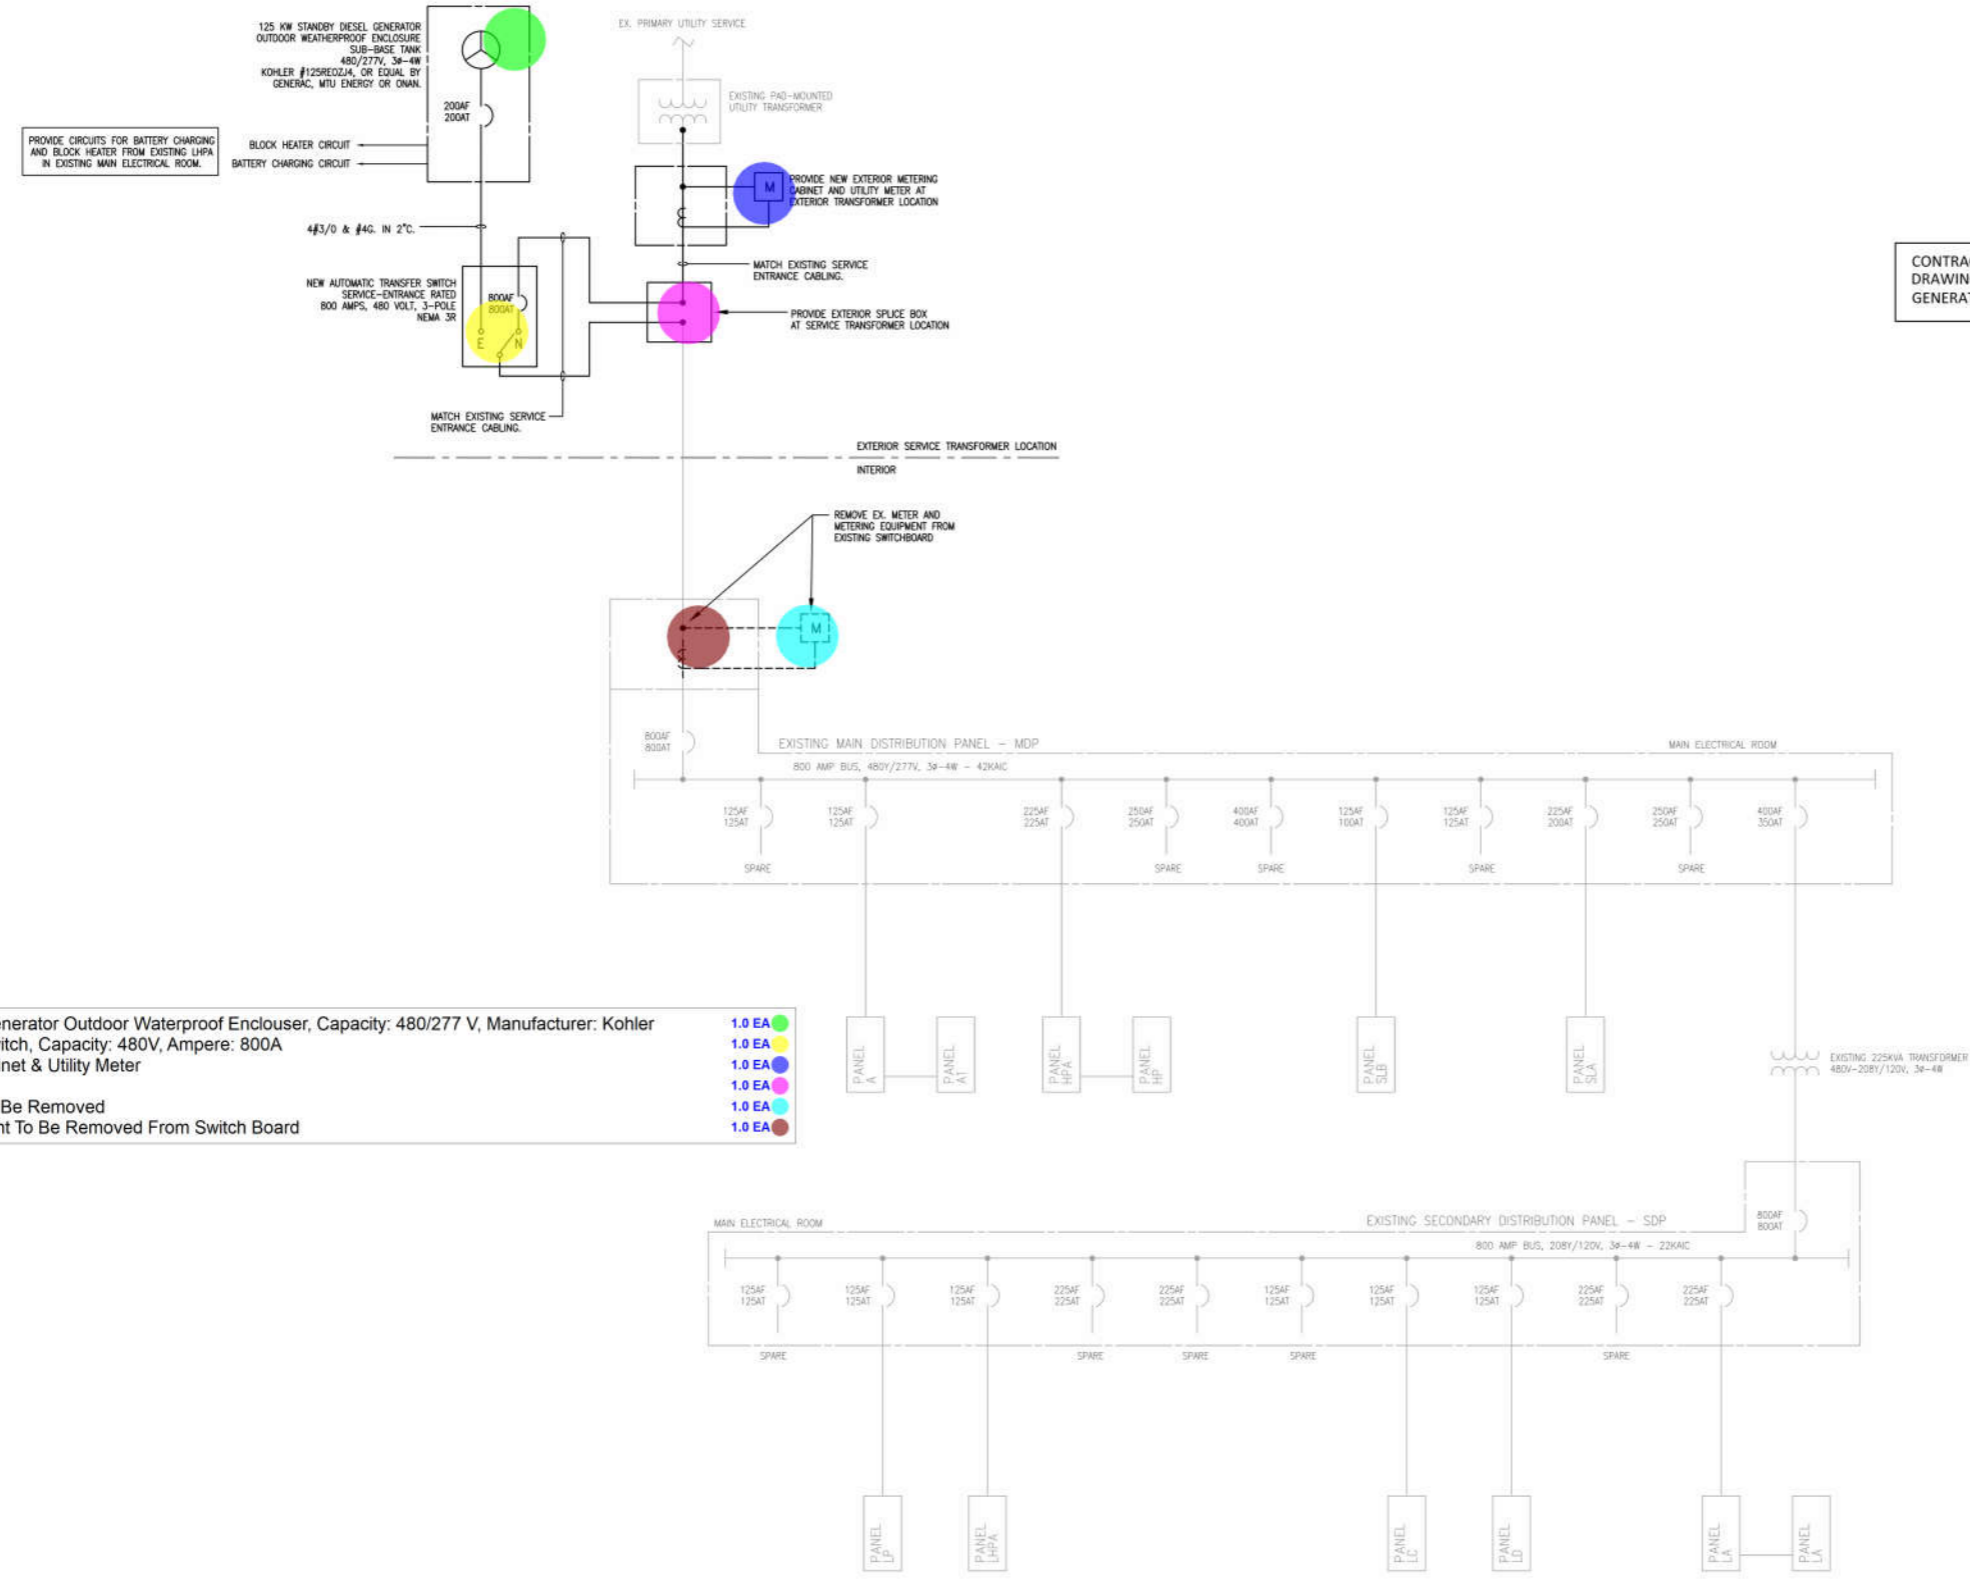 125 KW STANDBY DIESEL GENERATOR
OUTDOOR WEATHERPROOF ENCLOSURE
SUB-BASE TANK
480/277V, 3ø-4W
KOHLER #125REOZJ4, OR EQUAL BY
GENERAC, MTU ENERGY OR ONAN.
200AF
200AT
PROVIDE CIRCUITS FOR BATTERY CHARGING
AND BLOCK HEATER FROM EXISTING LHPA
IN EXISTING MAIN ELECTRICAL ROOM.
BLOCK HEATER CIRCUIT
BATTERY CHARGING CIRCUIT
4#3/0 & #4G. IN 2"C.
NEW AUTOMATIC TRANSFER SWITCH
SERVICE-ENTRANCE RATED
800 AMPS, 480 VOLT, 3-POLE
NEMA 3R
800AF
800AT
E N
MATCH EXISTING SERVICE
ENTRANCE CABLING.
EX. PRIMARY UTILITY SERVICE
EXISTING PAD-MOUNTED
UTILITY TRANSFORMER
M
PROVIDE NEW EXTERIOR METERING
CABINET AND UTILITY METER AT
EXTERIOR TRANSFORMER LOCATION
MATCH EXISTING SERVICE
ENTRANCE CABLING.
PROVIDE EXTERIOR SPLICE BOX
AT SERVICE TRANSFORMER LOCATION
CONTRAC
DRAWIN
GENERAT
EXTERIOR SERVICE TRANSFORMER LOCATION
INTERIOR
REMOVE EX. METER AND
METERING EQUIPMENT FROM
EXISTING SWITCHBOARD
M
800AF
800AT
EXISTING MAIN DISTRIBUTION PANEL - MDP
MAIN ELECTRICAL ROOM
800 AMP BUS, 480Y/277V, 3ø-4W - 42KAIC
125AF 125AF 225AF 250AF 400AF 125AF 125AF 225AF 250AF 400AF
125AT 125AT 225AT 250AT 400AT 100AT 125AT 200AT 250AT 350AT
SPARE SPARE SPARE SPARE SPARE
PANEL
A
PANEL
AT
PANEL
HPA
PANEL
HP
PANEL
SLB
PANEL
SLA
EXISTING 225KVA TRANSFORMER
480V-208Y/120V, 3ø-4W
enerator Outdoor Waterproof Enclouser, Capacity: 480/277 V, Manufacturer: Kohler 1.0 EA
itch, Capacity: 480V, Ampere: 800A 1.0 EA
inet & Utility Meter 1.0 EA
1.0 EA
Be Removed 1.0 EA
nt To Be Removed From Switch Board 1.0 EA
MAIN ELECTRICAL ROOM
EXISTING SECONDARY DISTRIBUTION PANEL - SDP
800AF
800AT
800 AMP BUS, 208Y/120V, 3ø-4W - 22KAIC
125AF 125AF 125AF 225AF 225AF 125AF 125AF 125AF 225AF 225AF
125AT 125AT 125AT 225AT 225AT 125AT 125AT 125AT 225AT 225AT
SPARE SPARE SPARE SPARE SPARE
PANEL
LP
PANEL
LHPA
PANEL
LC
PANEL
LD
PANEL
LA
PANEL
LA